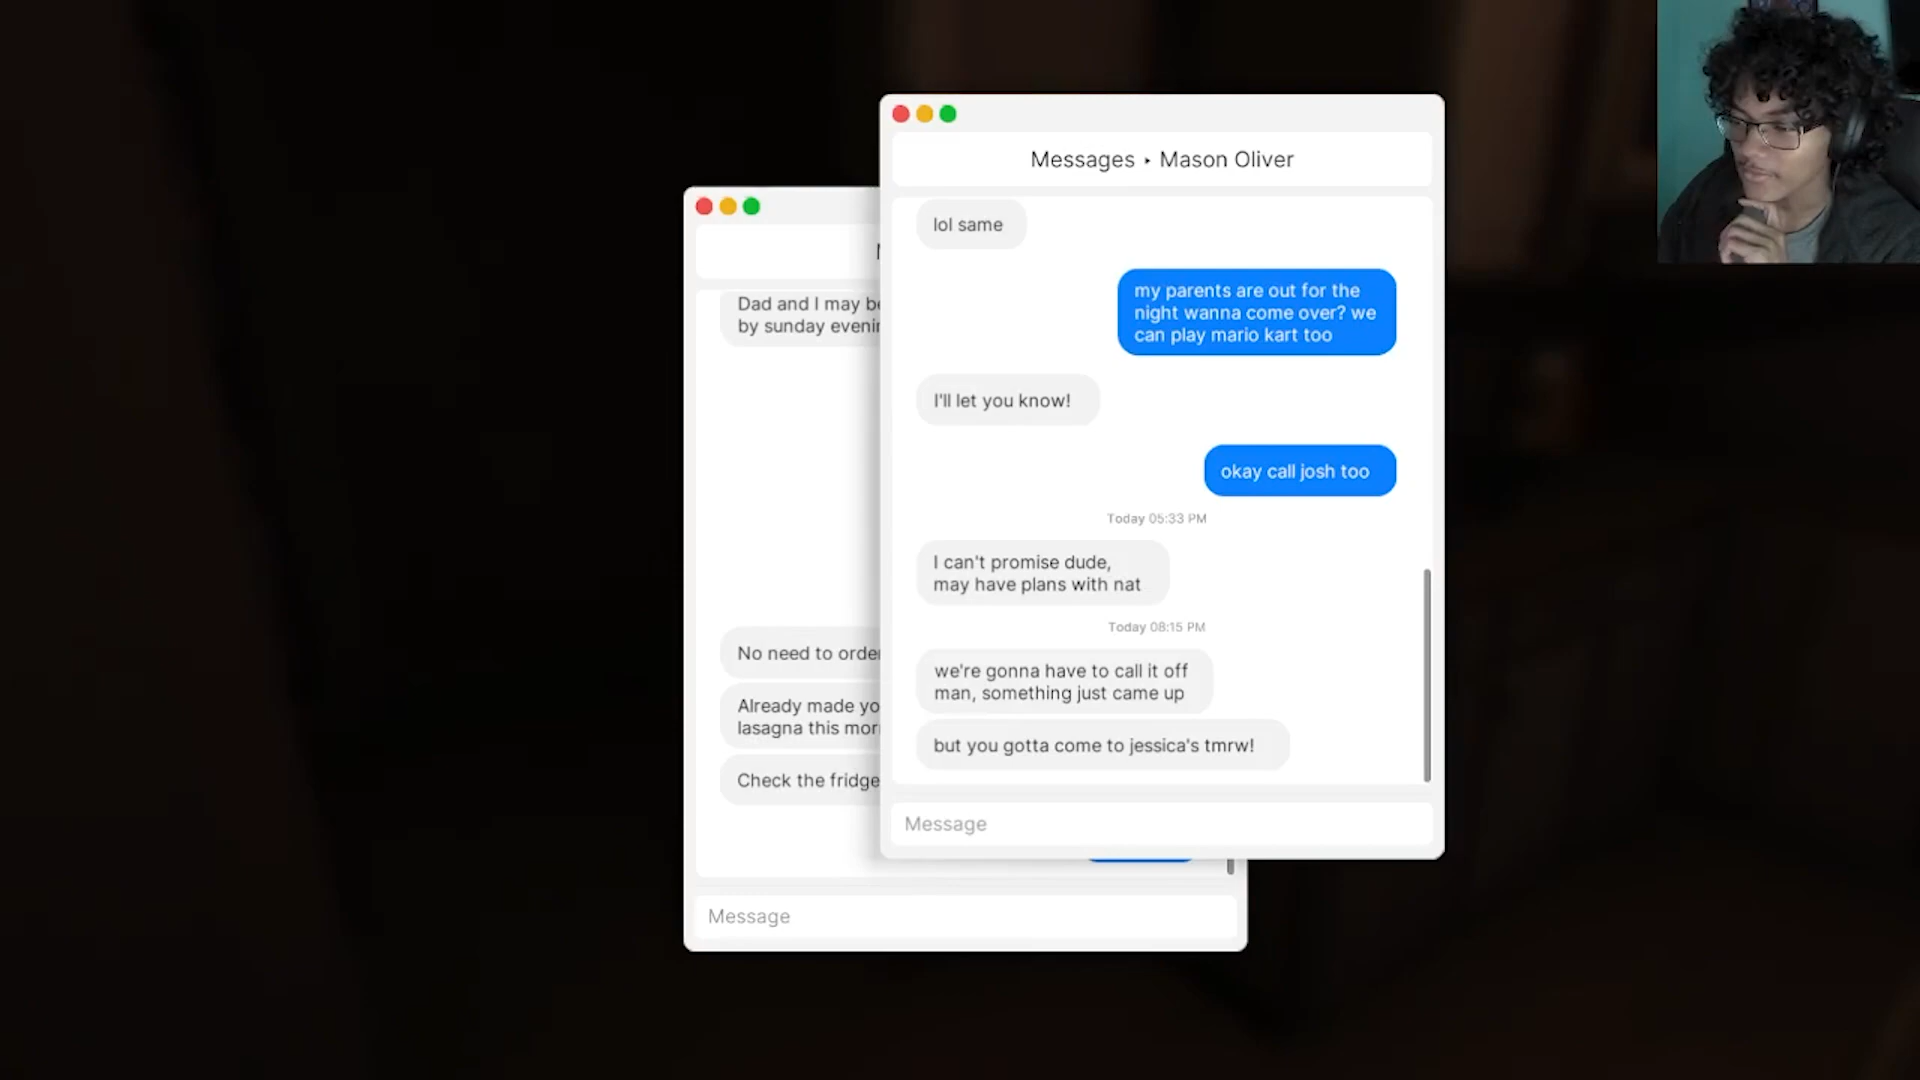 Messages ‣ Mason Oliver
lol same
my parents are out for the
night wanna come over? we
can play mario kart too
I'll let you know!
okay call josh too
Today 05:33 PM
I can't promise dude,
may have plans with nat
Today 08:15 PM
we're gonna have to call it off
man, something just came up
but you gotta come to jessica's tmrw!
Message
Dad and I may
by sunday
No need to
Already made
lasagna this
Check the fridge
Message